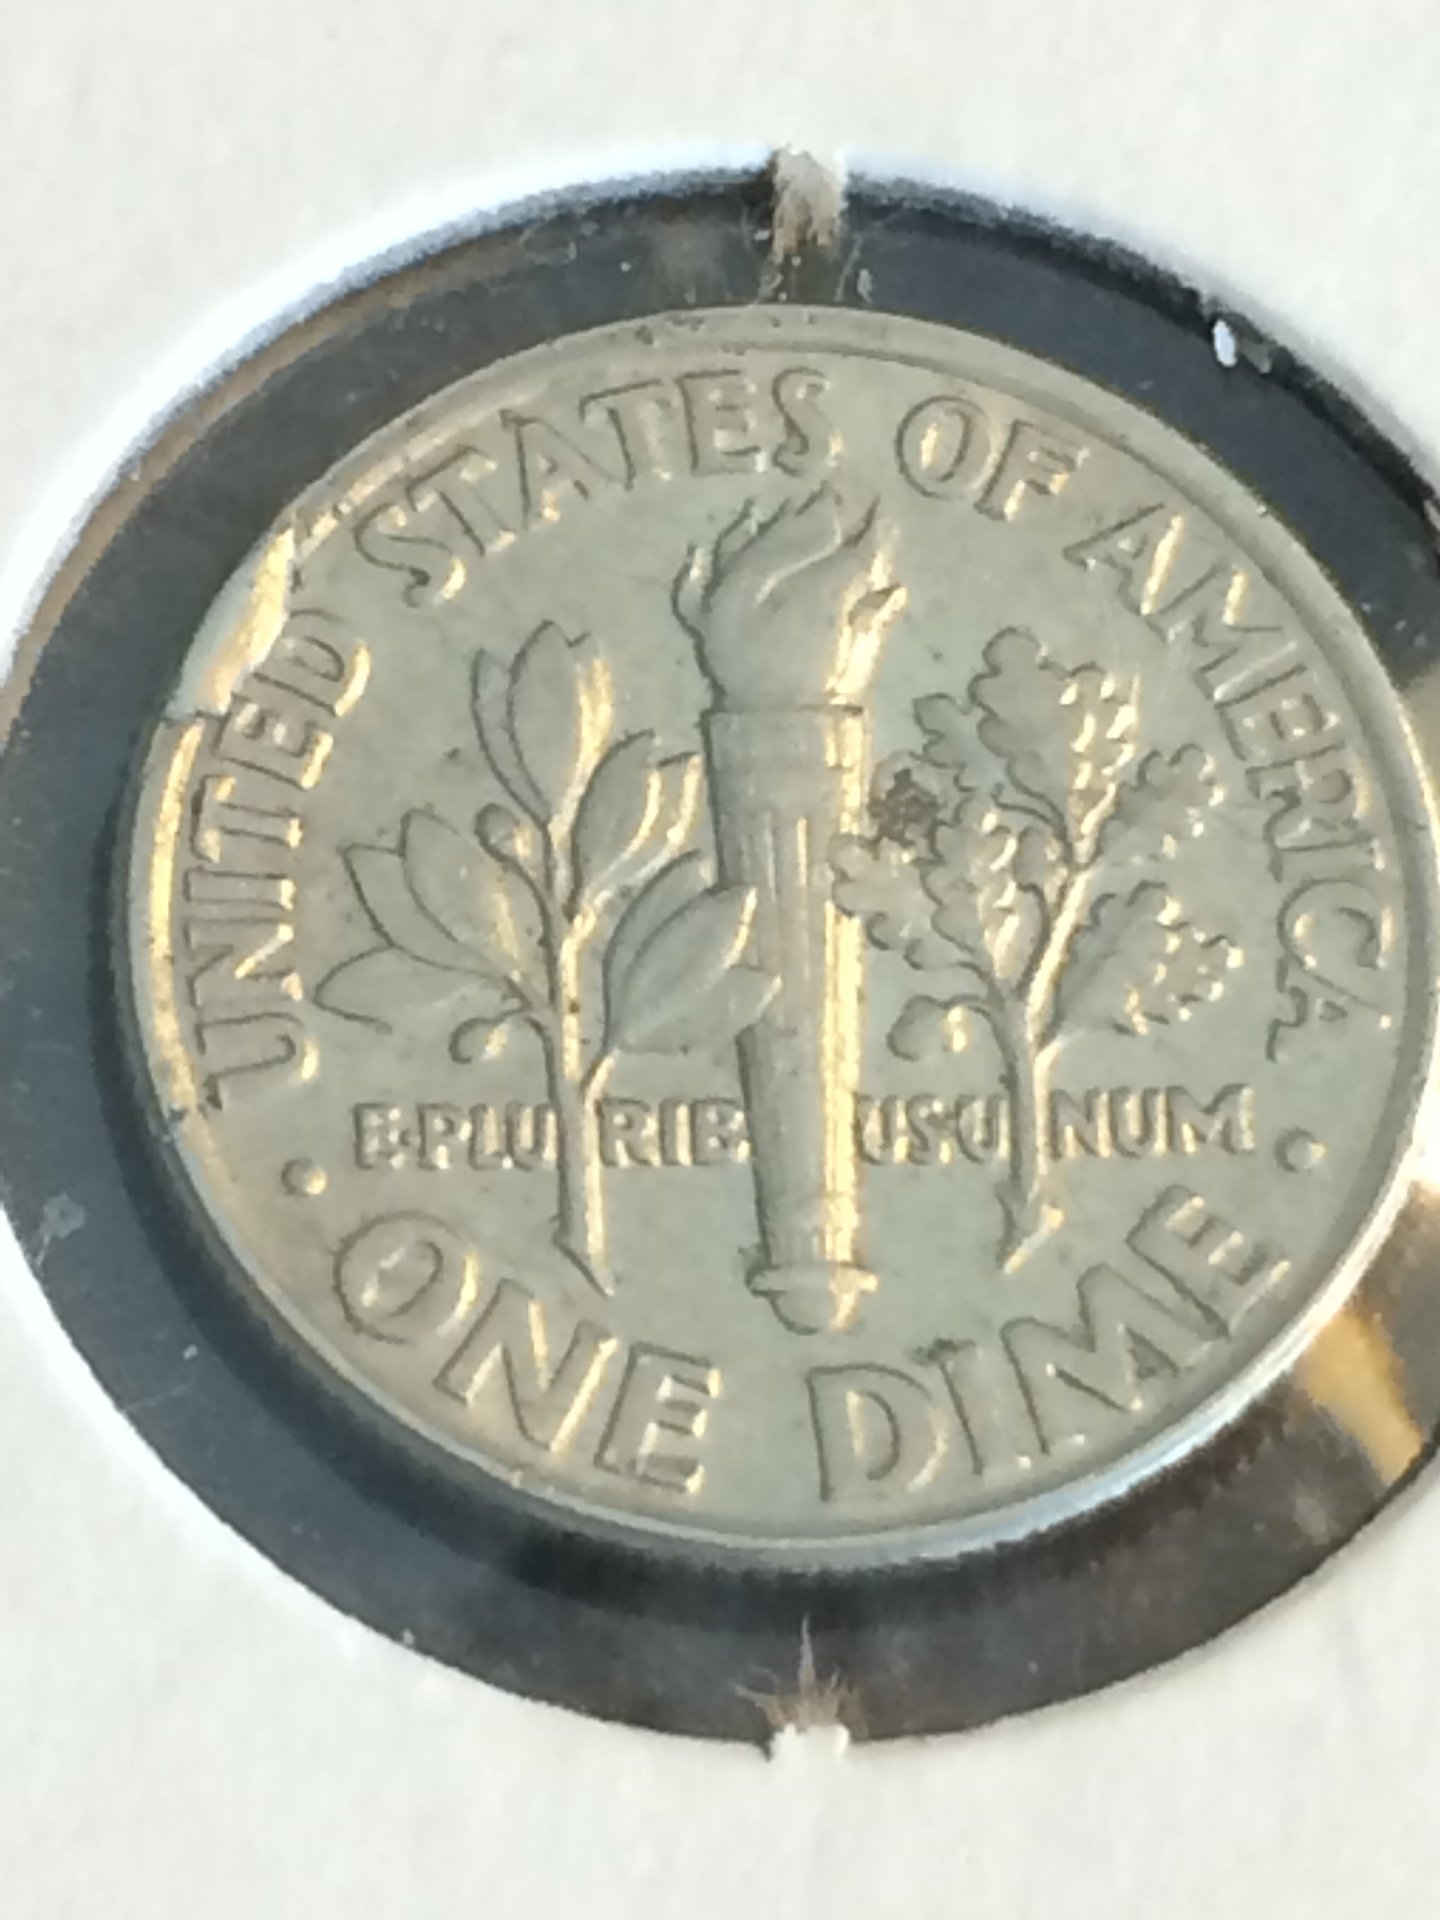 UNITED STATES OF AMERICA
E·PLURIBUS·UNUM
· ONE DIME ·